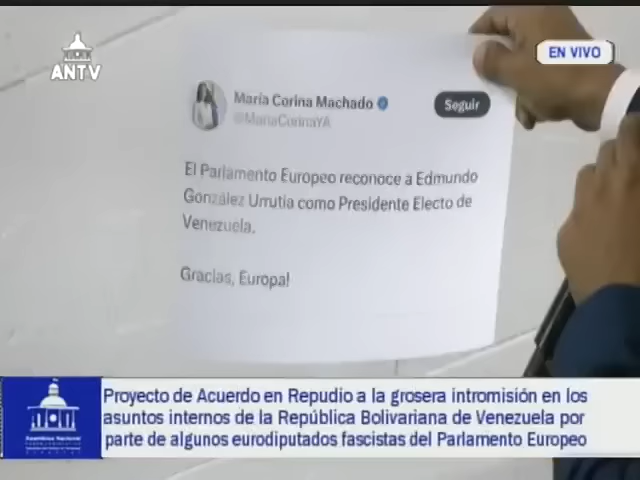 ANTV
EN VIVO
María Corina Machado
Seguir
@MariaCorinaYA
El Parlamento Europeo reconoce a Edmundo
González Urrutia como Presidente Electo de
Venezuela.
Gracias, Europa!
Proyecto de Acuerdo en Repudio a la grosera intromisión en los
asuntos internos de la República Bolivariana de Venezuela por
parte de algunos eurodiputados fascistas del Parlamento Europeo
Asamblea Nacional